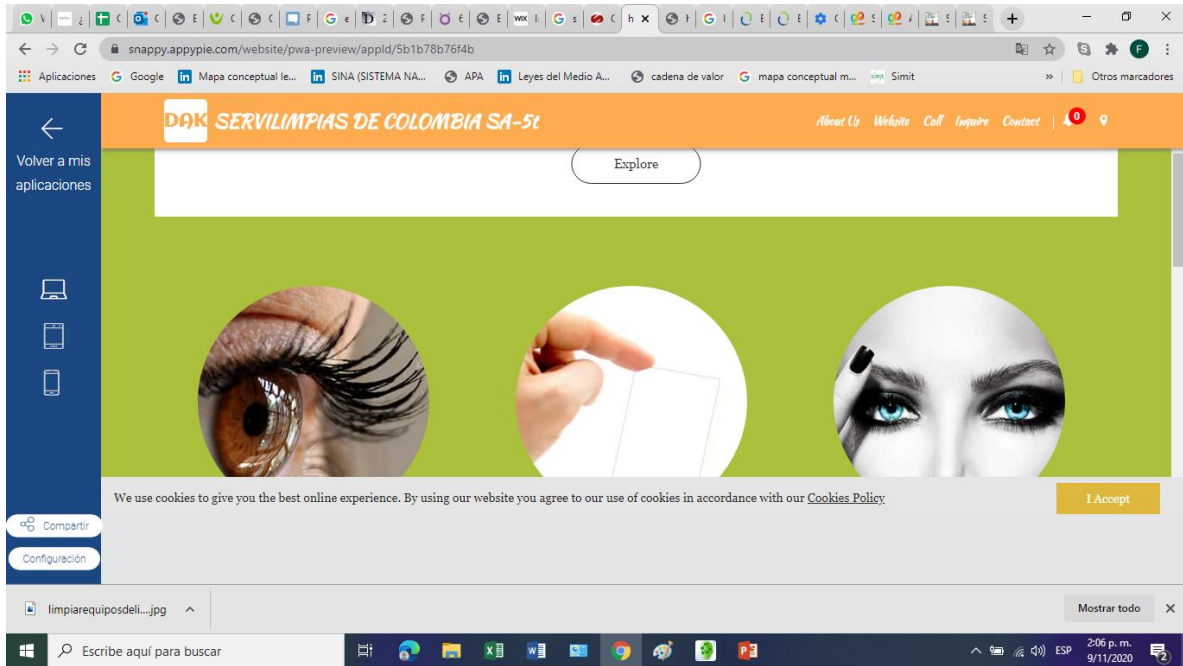 snappy.appypie.com/website/pwa-preview/appId/5b1b78b76f4b
Aplicaciones
Google
Mapa conceptual le...
SINA (SISTEMA NA...
APA
Leyes del Medio A...
cadena de valor
mapa conceptual m...
Simit
»
Otros marcadores
Volver a mis
aplicaciones
DAK SERVILIMPIAS DE COLOMBIA SA-St
About Us Website Call Inquire Contact | 0
Explore
We use cookies to give you the best online experience. By using our website you agree to our use of cookies in accordance with our Cookies Policy
I Accept
Compartir
Configuración
limpiarequiposdeli....jpg
Mostrar todo
Escribe aquí para buscar
ESP
2:06 p. m.
9/11/2020
2